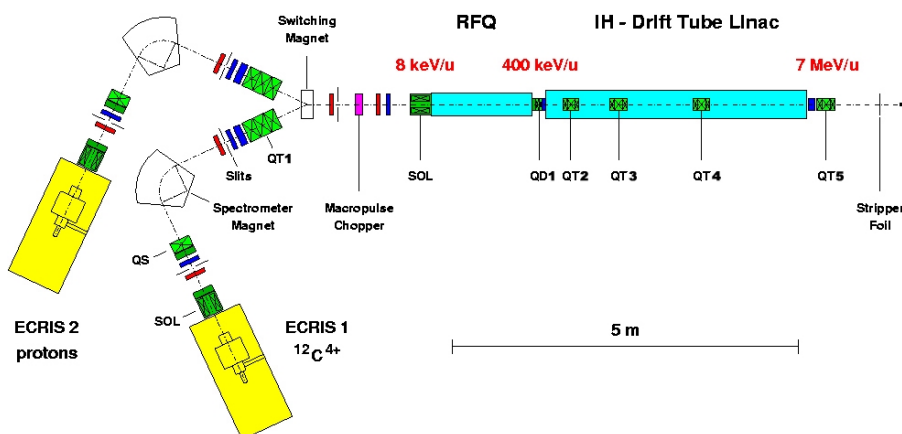 Switching
Magnet
RFQ
IH - Drift Tube Linac
8 keV/u
400 keV/u
7 MeV/u
QT1
Slits
SOL
QD1
QT2
QT3
QT4
QT5
Spectrometer
Magnet
Macropulse
Chopper
Stripper
Foil
QS
SOL
ECRIS 2
protons
ECRIS 1
12C4+
5 m